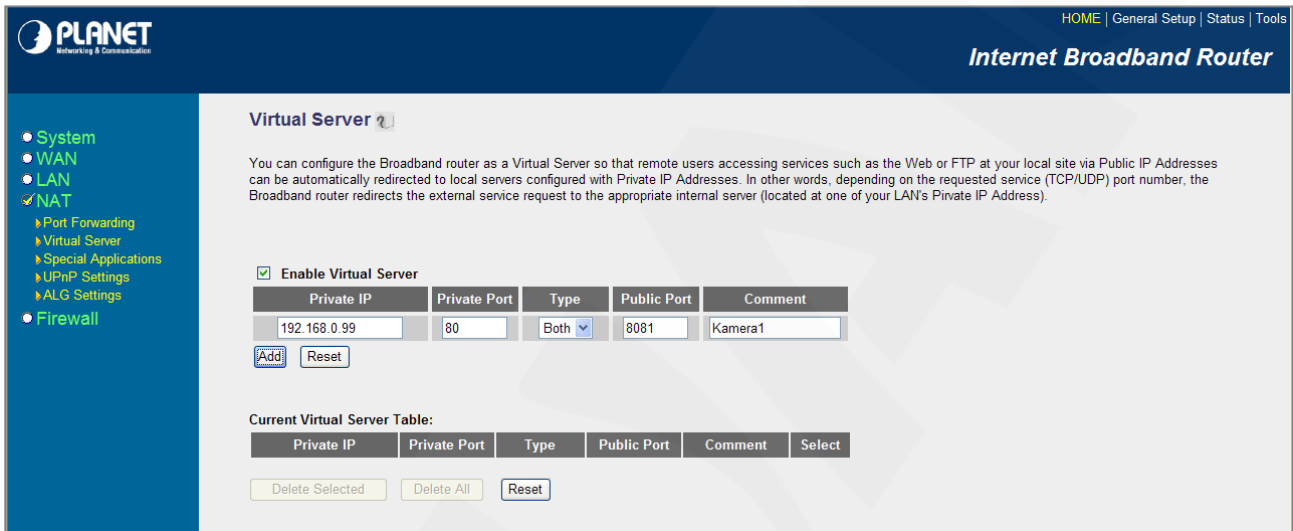 HOME | General Setup | Status | Tools
PLANET
Networking & Communication
Internet Broadband Router
System
WAN
LAN
NAT
Port Forwarding
Virtual Server
Special Applications
UPnP Settings
ALG Settings
Firewall
Virtual Server
You can configure the Broadband router as a Virtual Server so that remote users accessing services such as the Web or FTP at your local site via Public IP Addresses
can be automatically redirected to local servers configured with Private IP Addresses. In other words, depending on the requested service (TCP/UDP) port number, the
Broadband router redirects the external service request to the appropriate internal server (located at one of your LAN's Pirvate IP Address).
Enable Virtual Server
Private IP Private Port Type Public Port Comment
192.168.0.99 80 Both 8081 Kamera1
Add Reset
Current Virtual Server Table:
Private IP Private Port Type Public Port Comment Select
Delete Selected Delete All Reset